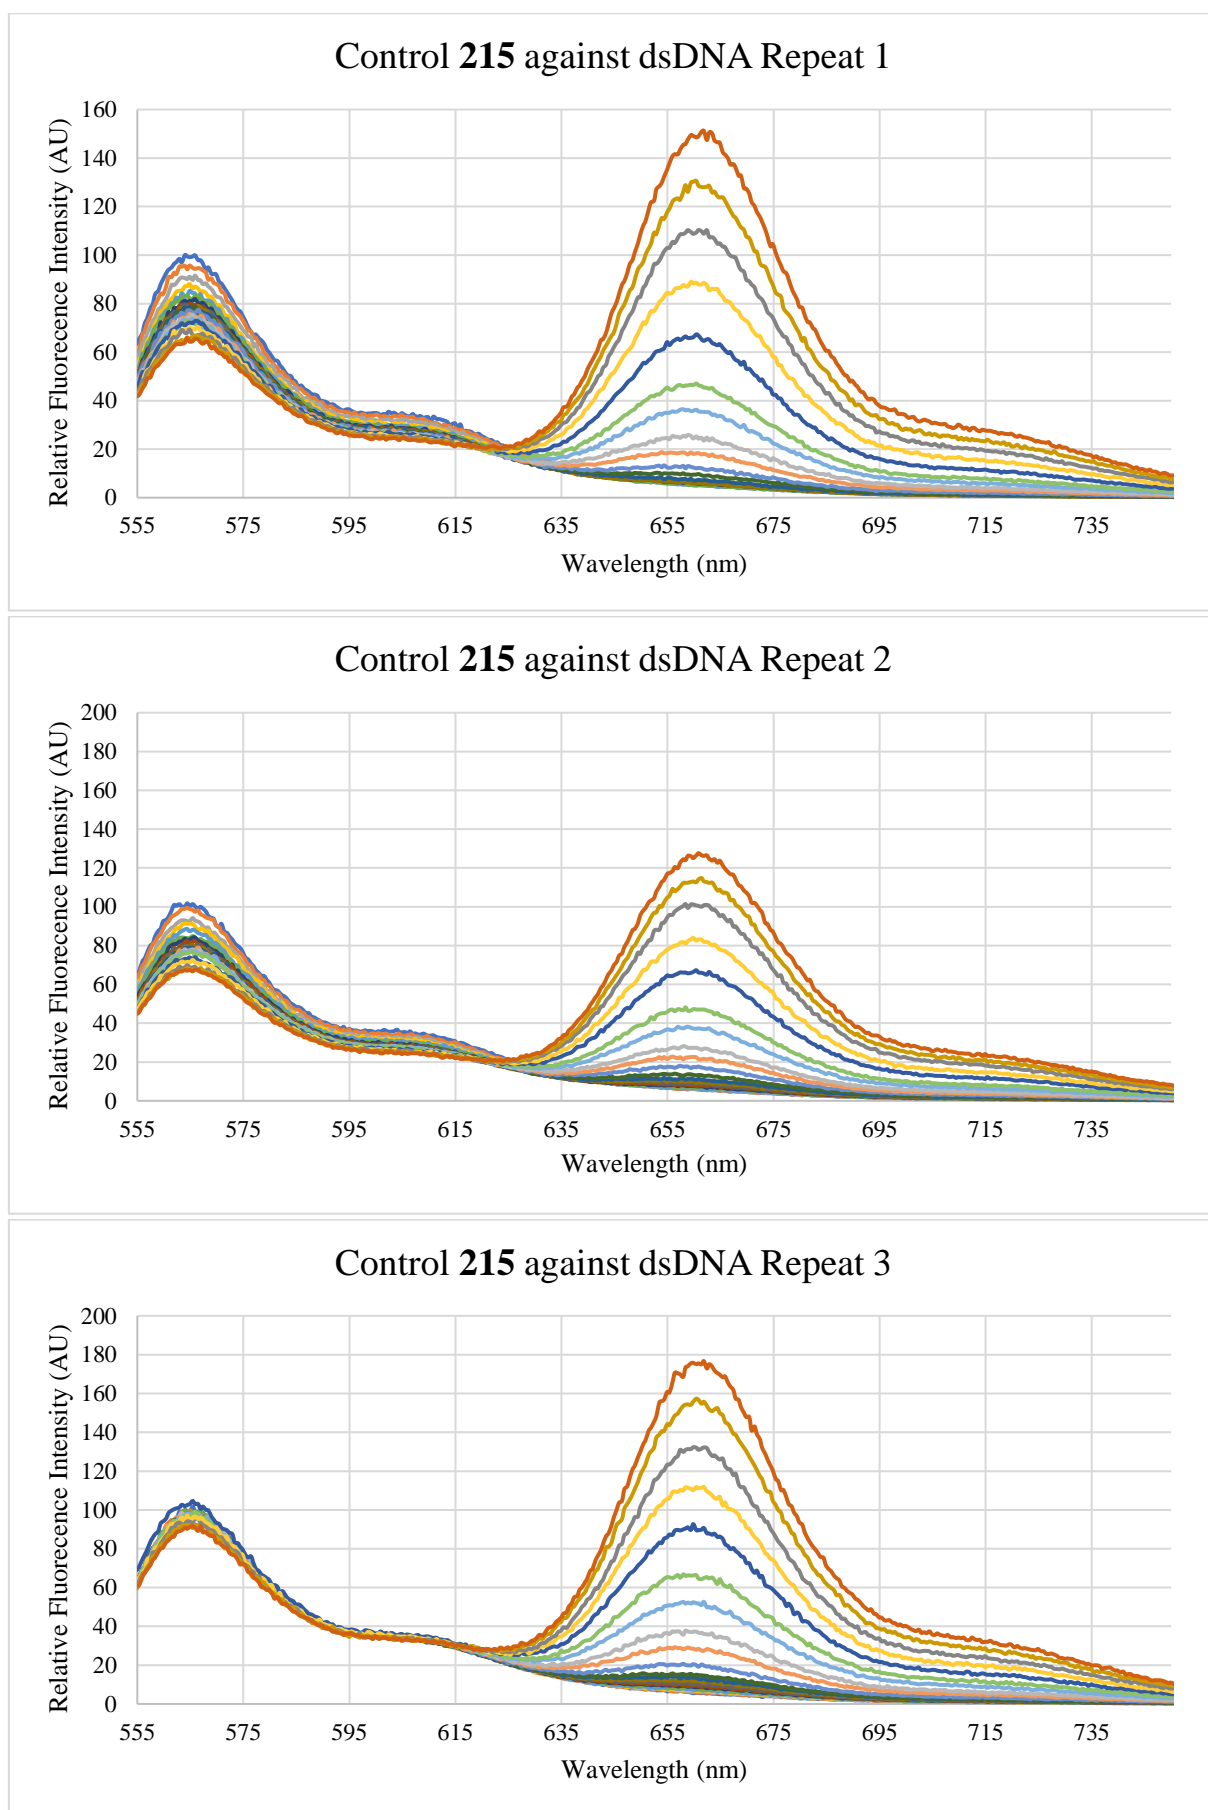 Control 215 against dsDNA Repeat 1
Relative Fluorecence Intensity (AU)
160
140
120
100
80
60
40
20
0
555 575 595 615 635 655 675 695 715 735
Wavelength (nm)
Control 215 against dsDNA Repeat 2
Relative Fluorecence Intensity (AU)
200
180
160
140
120
100
80
60
40
20
0
555 575 595 615 635 655 675 695 715 735
Wavelength (nm)
Control 215 against dsDNA Repeat 3
Relative Fluorecence Intensity (AU)
200
180
160
140
120
100
80
60
40
20
0
555 575 595 615 635 655 675 695 715 735
Wavelength (nm)